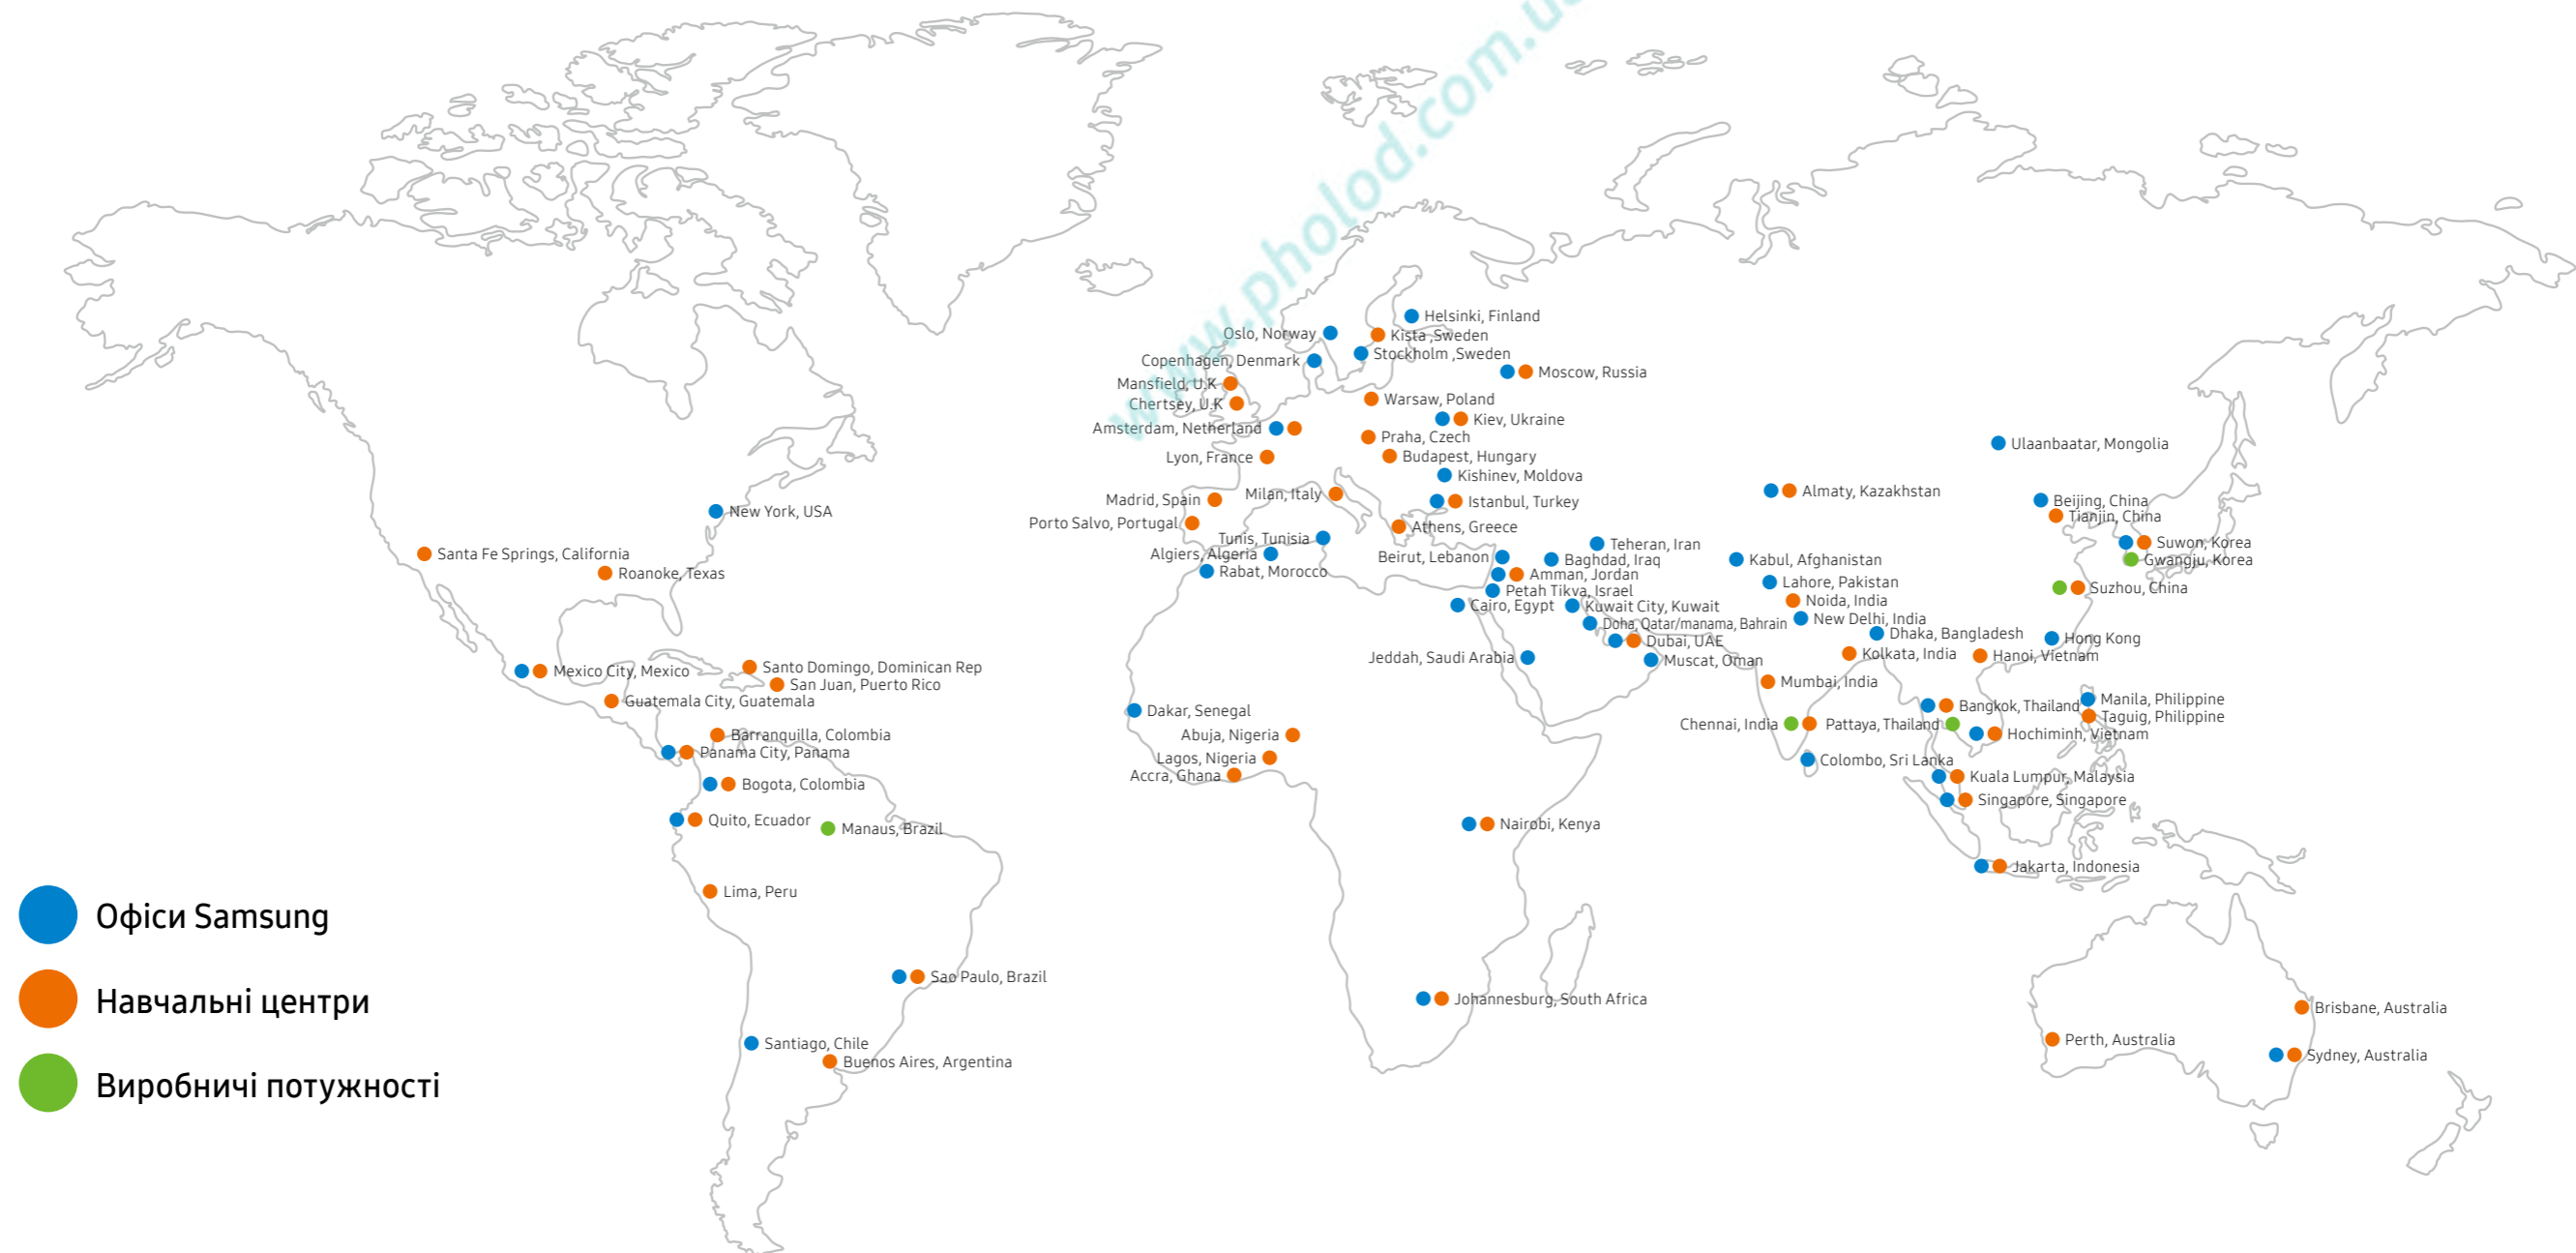 www.pholod.com.u
Helsinki, Finland
Oslo, Norway
Kista ,Sweden
Stockholm ,Sweden
Copenhagen, Denmark
Moscow, Russia
Mansfield, U.K
Warsaw, Poland
Chertsey, U.K
Kiev, Ukraine
Amsterdam, Netherland
Praha, Czech
Ulaanbaatar, Mongolia
Lyon, France
Budapest, Hungary
Kishinev, Moldova
Almaty, Kazakhstan
Milan, Italy
Madrid, Spain
Istanbul, Turkey
Beijing, China
New York, USA
Tianjin, China
Porto Salvo, Portugal
Athens, Greece
Tunis, Tunisia
Suwon, Korea
Teheran, Iran
Santa Fe Springs, California
Algiers, Algeria
Beirut, Lebanon
Baghdad, Iraq
Kabul, Afghanistan
Gwangju, Korea
Roanoke, Texas
Rabat, Morocco
Amman, Jordan
Lahore, Pakistan
Suzhou, China
Petah Tikva, Israel
Noida, India
Cairo, Egypt
Kuwait City, Kuwait
New Delhi, India
Doha, Qatar/manama, Bahrain
Dhaka, Bangladesh
Hong Kong
Dubai, UAE
Kolkata, India
Hanoi, Vietnam
Jeddah, Saudi Arabia
Muscat, Oman
Santo Domingo, Dominican Rep
Mexico City, Mexico
San Juan, Puerto Rico
Mumbai, India
Guatemala City, Guatemala
Manila, Philippine
Bangkok, Thailand
Dakar, Senegal
Taguig, Philippine
Chennai, India
Pattaya, Thailand
Barranquilla, Colombia
Abuja, Nigeria
Hochiminh, Vietnam
Panama City, Panama
Lagos, Nigeria
Colombo, Sri Lanka
Accra, Ghana
Kuala Lumpur, Malaysia
Bogota, Colombia
Singapore, Singapore
Quito, Ecuador
Manaus, Brazil
Nairobi, Kenya
Jakarta, Indonesia
Lima, Peru
Офіси Samsung
Sao Paulo, Brazil
Навчальні центри
Johannesburg, South Africa
Brisbane, Australia
Perth, Australia
Santiago, Chile
Sydney, Australia
Buenos Aires, Argentina
Виробничі потужності